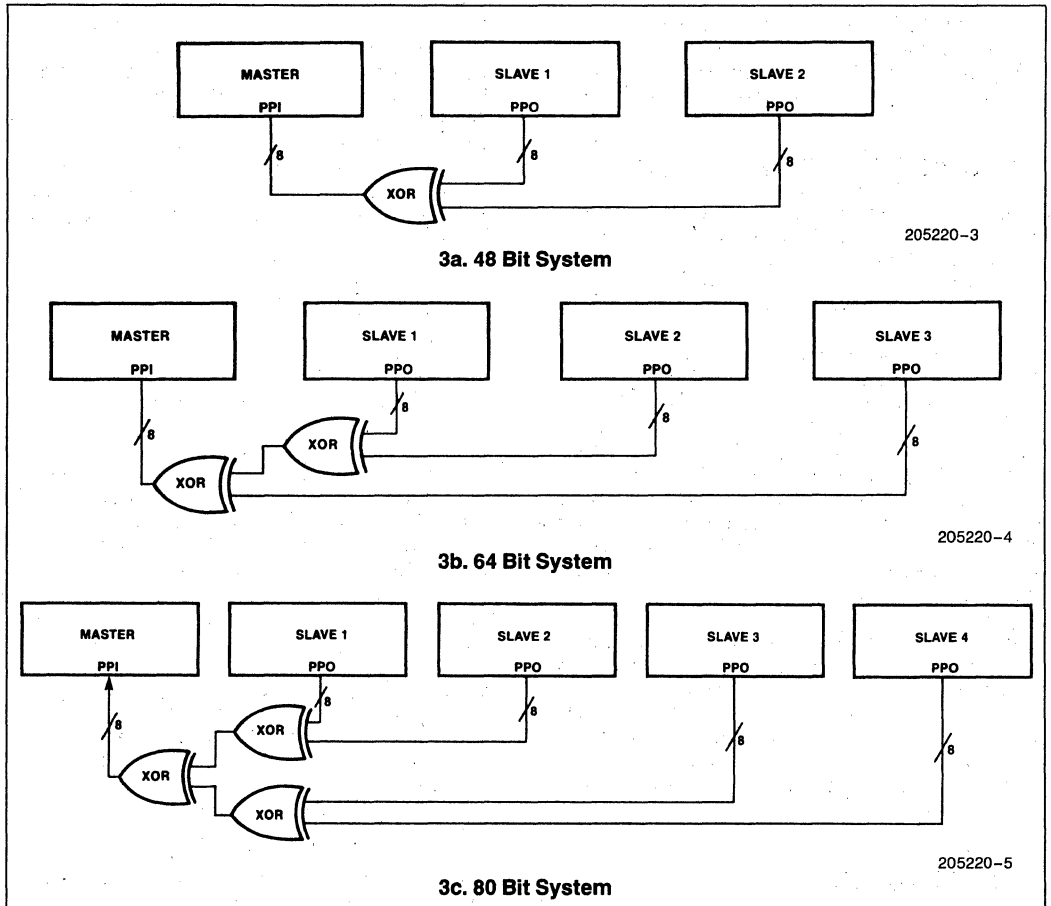 MASTER SLAVE 1 SLAVE 2
PPI PPO PPO
8 8 8
XOR
205220-3
3a. 48 Bit System
MASTER SLAVE 1 SLAVE 2 SLAVE 3
PPI PPO PPO PPO
8 8 8 8
XOR
XOR
205220-4
3b. 64 Bit System
MASTER SLAVE 1 SLAVE 2 SLAVE 3 SLAVE 4
PPI PPO PPO PPO PPO
8 8 8 8 8
XOR
XOR
XOR
205220-5
3c. 80 Bit System